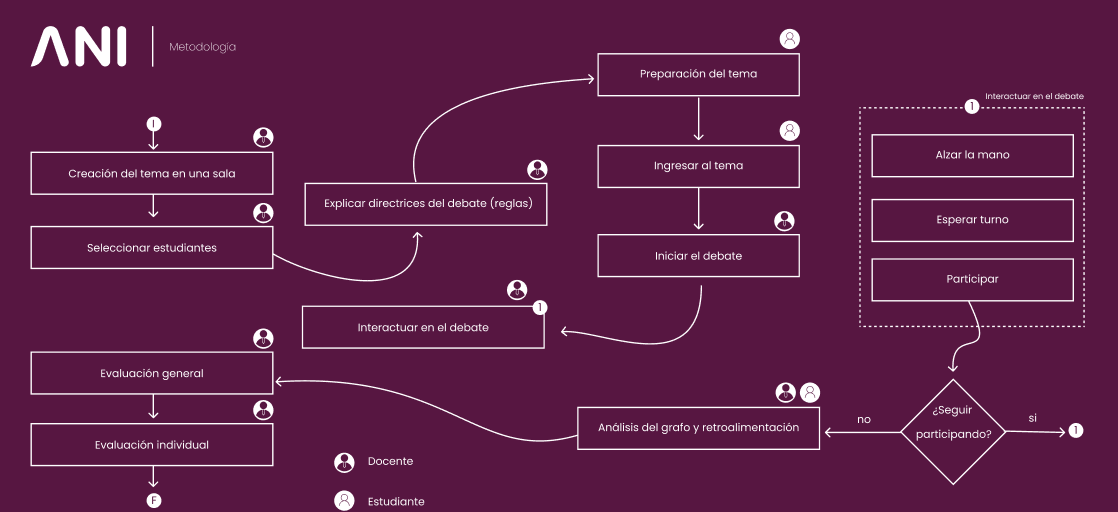 ANI
Metodología
I
Creación del tema en una sala
Seleccionar estudiantes
Explicar directrices del debate (reglas)
Preparación del tema
Ingresar al tema
Iniciar el debate
1
Interactuar en el debate
Interactuar en el debate
1
Alzar la mano
Esperar turno
Participar
¿Seguir
participando?
si
1
no
Análisis del grafo y retroalimentación
Evaluación general
Evaluación individual
F
Docente
Estudiante